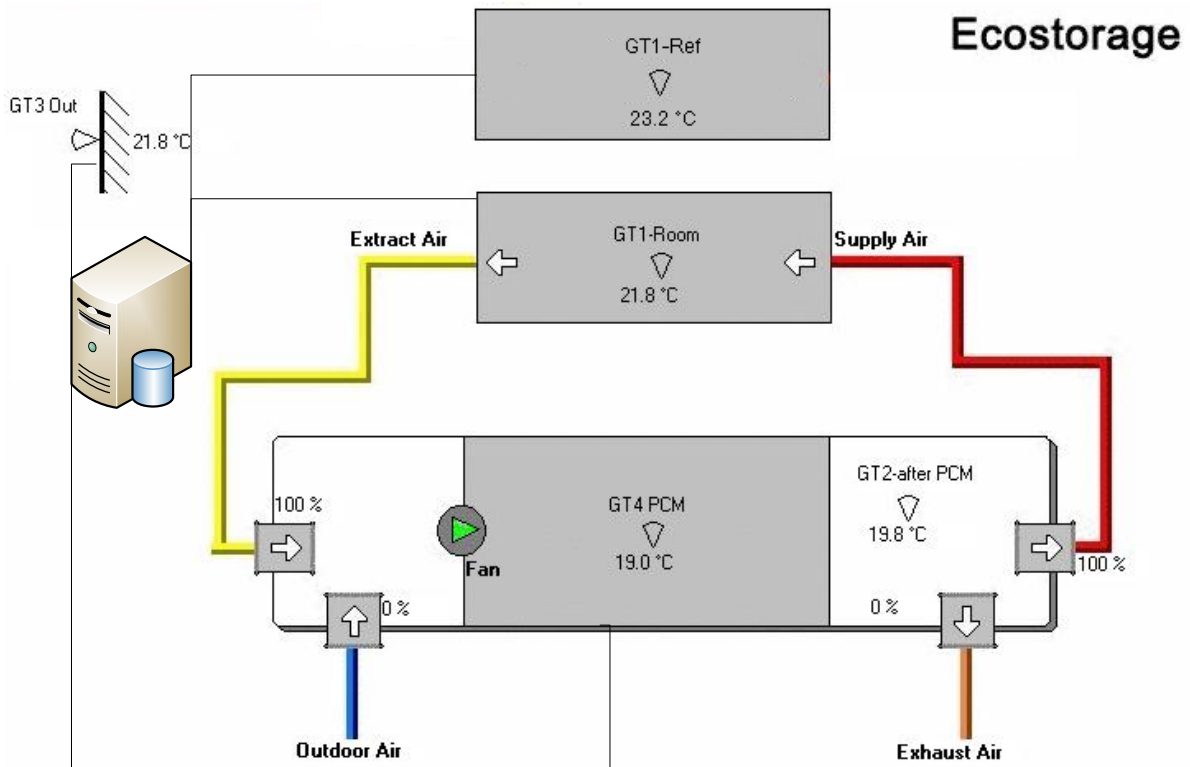 Ecostorage
GT1-Ref
23.2 °C
GT3 Out
21.8 °C
GT1-Room
21.8 °C
Extract Air
Supply Air
GT2-after PCM
19.8 °C
100 %
GT4 PCM
19.0 °C
Fan
100 %
0 %
0 %
Outdoor Air
Exhaust Air